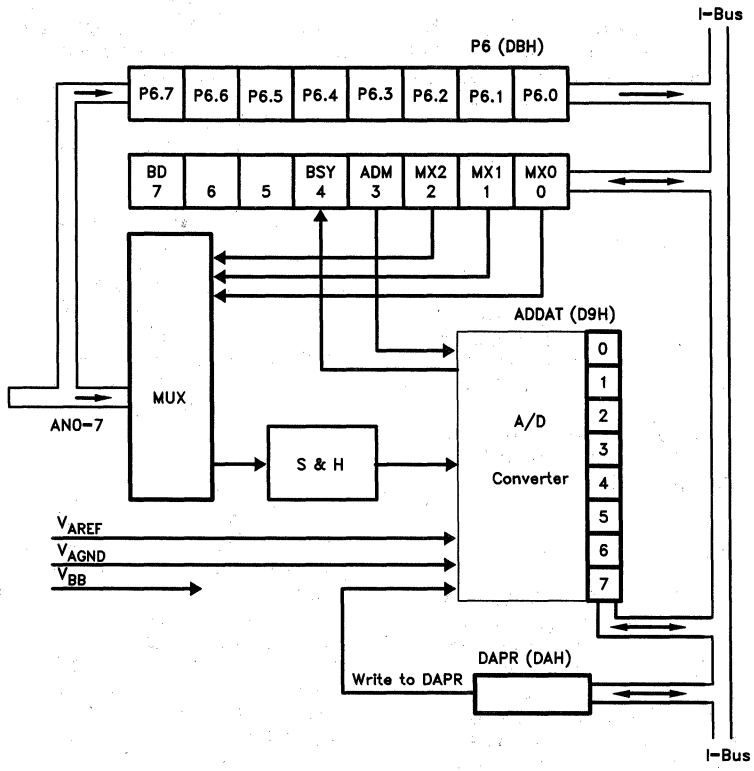 I-Bus
P6 (DBH)
P6.7 P6.6 P6.5 P6.4 P6.3 P6.2 P6.1 P6.0
BD BSY ADM MX2 MX1 MX0
7 6 5 4 3 2 1 0
ADDAT (D9H)
MUX
AN0-7
S & H
A/D
Converter
0
1
2
3
4
5
6
7
VAREF
VAGND
VBB
DAPR (DAH)
Write to DAPR
I-Bus